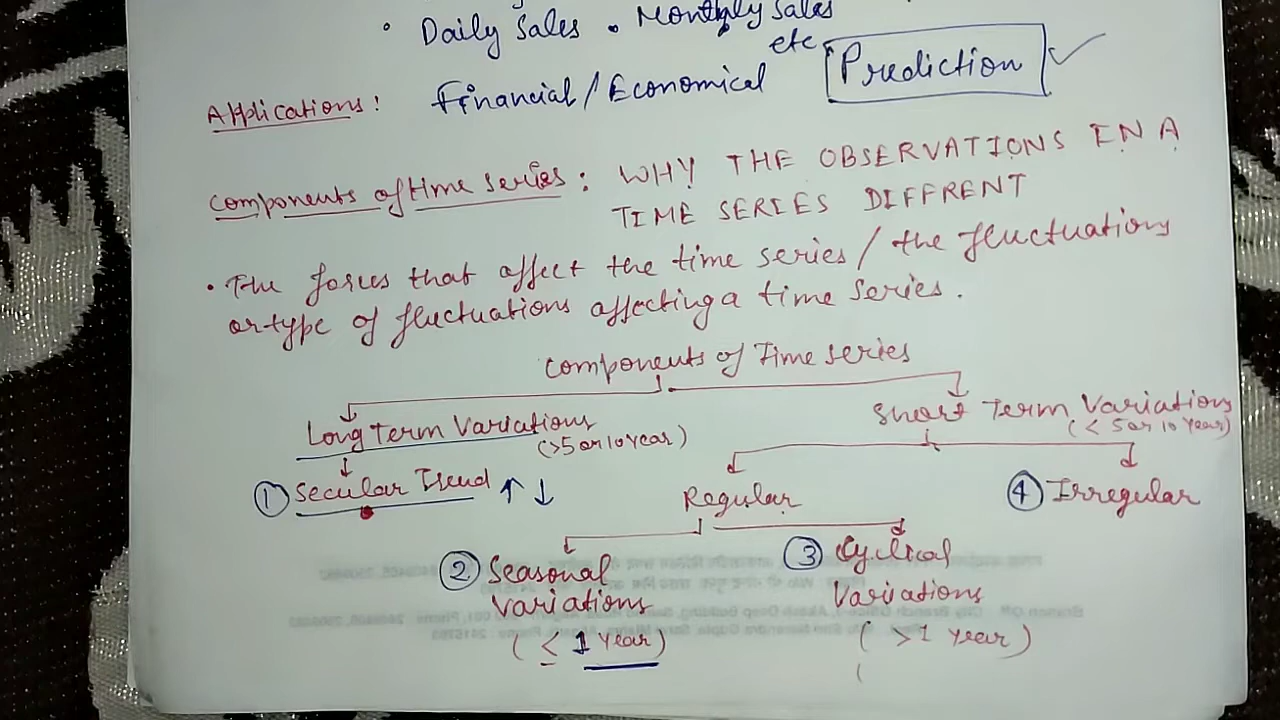 • Daily Sales • Monthly Sales
etc
Applications: Financial/Economical Prediction
Components of time series: WHY THE OBSERVATIONS IN A
TIME SERIES DIFFRENT
• The forces that affect the time series/the fluctuations
or type of fluctuations affecting a time series.
Components of Time series
Long Term Variations
(>5 or 10 year)
Short Term Variations
(< 5 or 10 year)
① Secular Trend ↑ ↓
Regular
④ Irregular
② Seasonal
Variations
(≤ 1 Year)
③ Cyclical
Variations
( >1 Year)
(